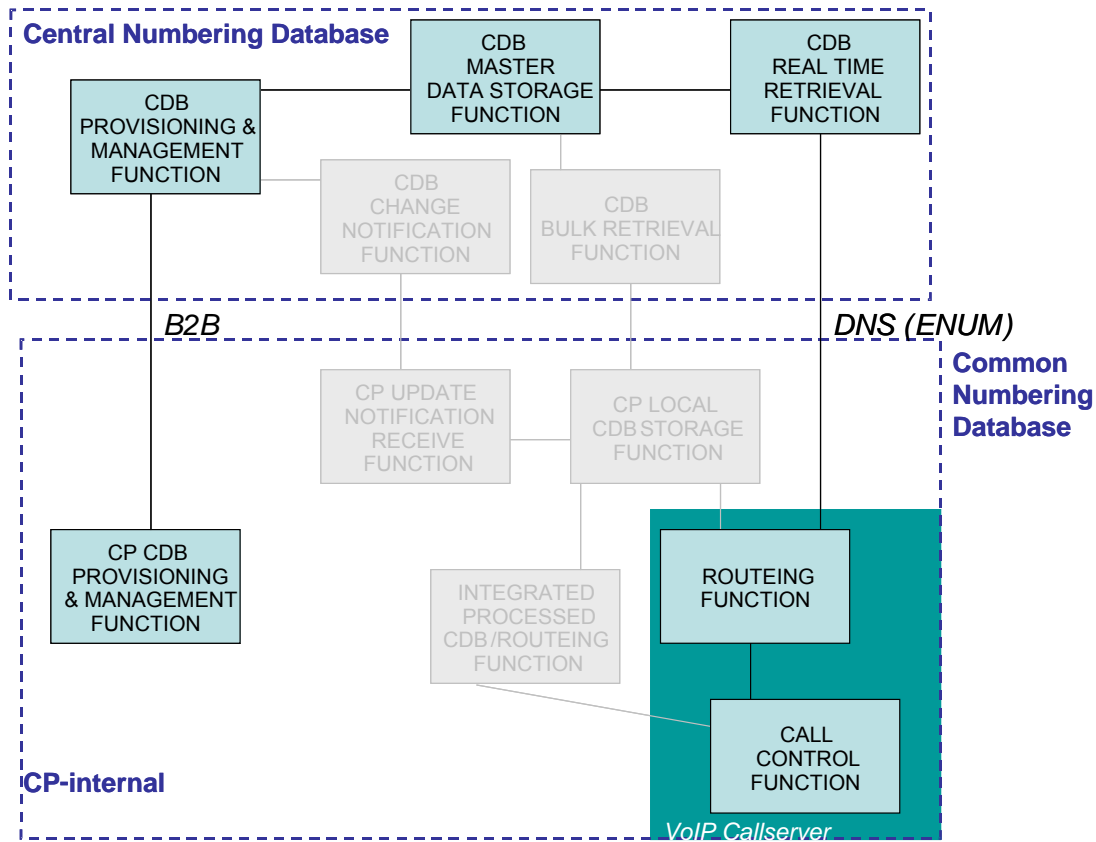 Central Numbering Database
CDB
MASTER
DATA STORAGE
FUNCTION
CDB
REAL TIME
RETRIEVAL
FUNCTION
CDB
PROVISIONING &
MANAGEMENT
FUNCTION
CDB
CHANGE
NOTIFICATION
FUNCTION
CDB
BULK RETRIEVAL
FUNCTION
B2B
DNS (ENUM)
Common
Numbering
Database
CP UPDATE
NOTIFICATION
RECEIVE
FUNCTION
CP LOCAL
CDB STORAGE
FUNCTION
CP CDB
PROVISIONING
& MANAGEMENT
FUNCTION
INTEGRATED
PROCESSED
CDB/ROUTEING
FUNCTION
ROUTEING
FUNCTION
CALL
CONTROL
FUNCTION
CP-internal
VoIP Callserver